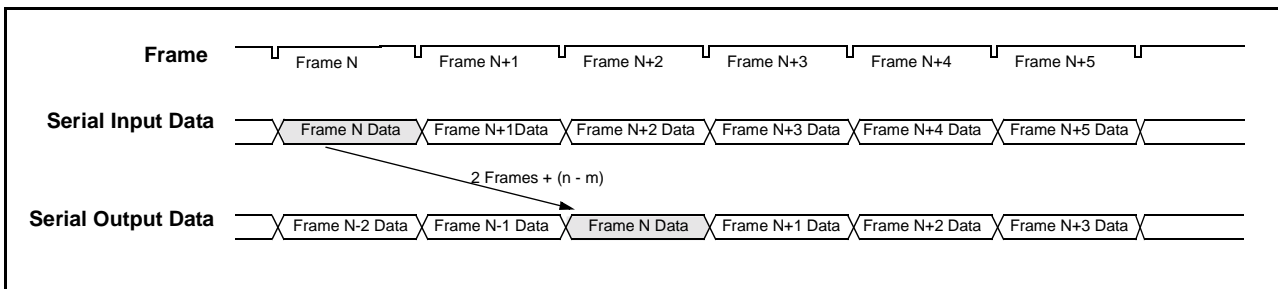 Frame
Frame N Frame N+1 Frame N+2 Frame N+3 Frame N+4 Frame N+5
Serial Input Data
Frame N Data Frame N+1Data Frame N+2 Data Frame N+3 Data Frame N+4 Data Frame N+5 Data
2 Frames + (n - m)
Serial Output Data
Frame N-2 Data Frame N-1 Data Frame N Data Frame N+1 Data Frame N+2 Data Frame N+3 Data